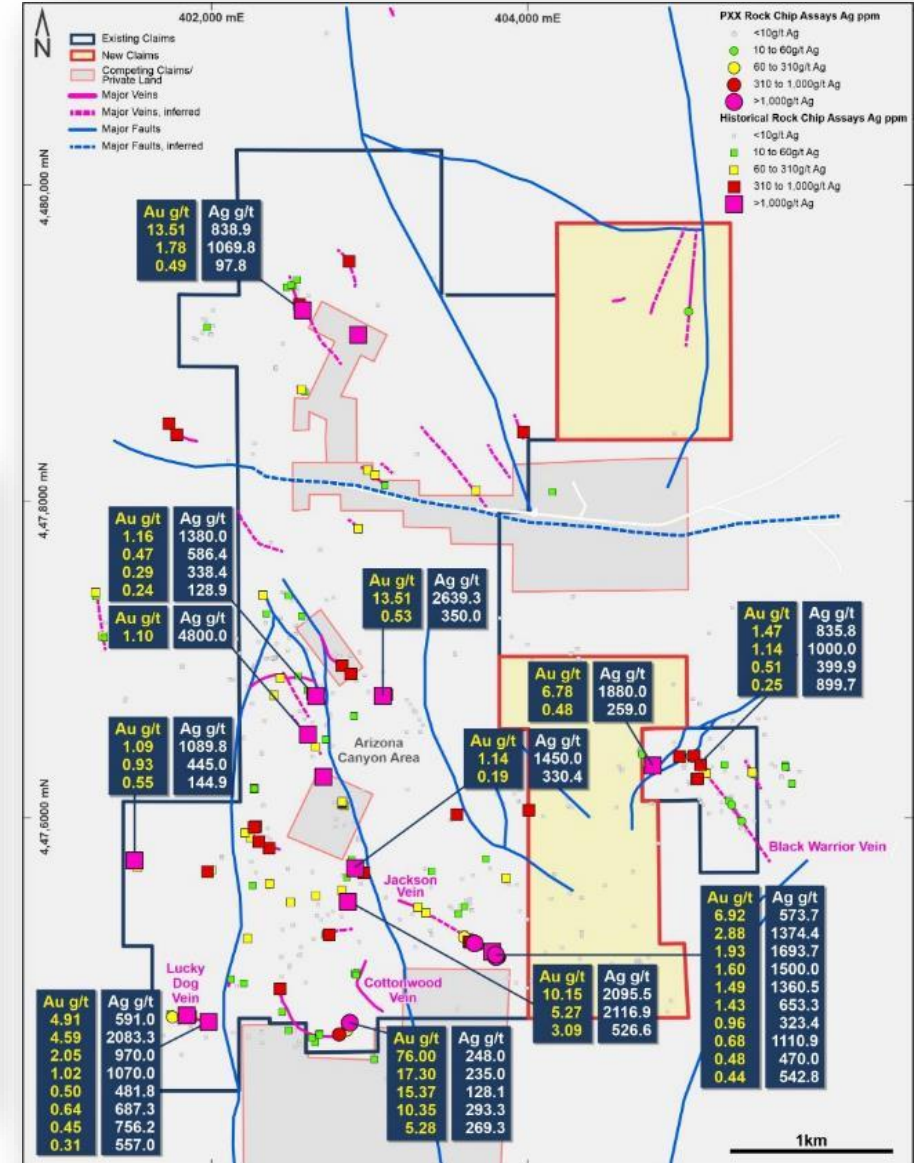 402,000 mE
404,000 mE
N
Existing Claims
New Claims
Competing Claims/
Private Land
Major Veins
Major Veins, inferred
Major Faults
Major Faults, inferred
PXX Rock Chip Assays Ag ppm
<10g/t Ag
10 to 60g/t Ag
60 to 310g/t Ag
310 to 1,000g/t Ag
>1,000g/t Ag
Historical Rock Chip Assays Ag ppm
<10g/t Ag
10 to 60g/t Ag
60 to 310g/t Ag
310 to 1,000g/t Ag
>1,000g/t Ag
4,480,000 mN
Au g/t Ag g/t
13.51 838.9
1.78 1069.8
0.49 97.8
4,47,8000 mN
Au g/t Ag g/t
1.16 1380.0
0.47 586.4
0.29 338.4
0.24 128.9
Au g/t Ag g/t
1.10 4800.0
Au g/t Ag g/t
13.51 2639.3
0.53 350.0
Au g/t Ag g/t
1.47 835.8
1.14 1000.0
0.51 399.9
0.25 899.7
Au g/t Ag g/t
6.78 1880.0
0.48 259.0
Au g/t Ag g/t
1.09 1089.8
0.93 445.0
0.55 144.9
Arizona
Canyon Area
Au g/t Ag g/t
1.14 1450.0
0.19 330.4
4,47,6000 mN
Black Warrior Vein
Jackson
Vein
Au g/t Ag g/t
6.92 573.7
2.88 1374.4
1.93 1693.7
1.60 1500.0
1.49 1360.5
1.43 653.3
0.96 323.4
0.68 1110.9
0.48 470.0
0.44 542.8
Lucky
Dog
Vein
Cottonwood
Vein
Au g/t Ag g/t
10.15 2095.5
5.27 2116.9
3.09 526.6
Au g/t Ag g/t
4.91 591.0
4.59 2083.3
2.05 970.0
1.02 1070.0
0.50 481.8
0.64 687.3
0.45 756.2
0.31 557.0
Au g/t Ag g/t
76.00 248.0
17.30 235.0
15.37 128.1
10.35 293.3
5.28 269.3
1km